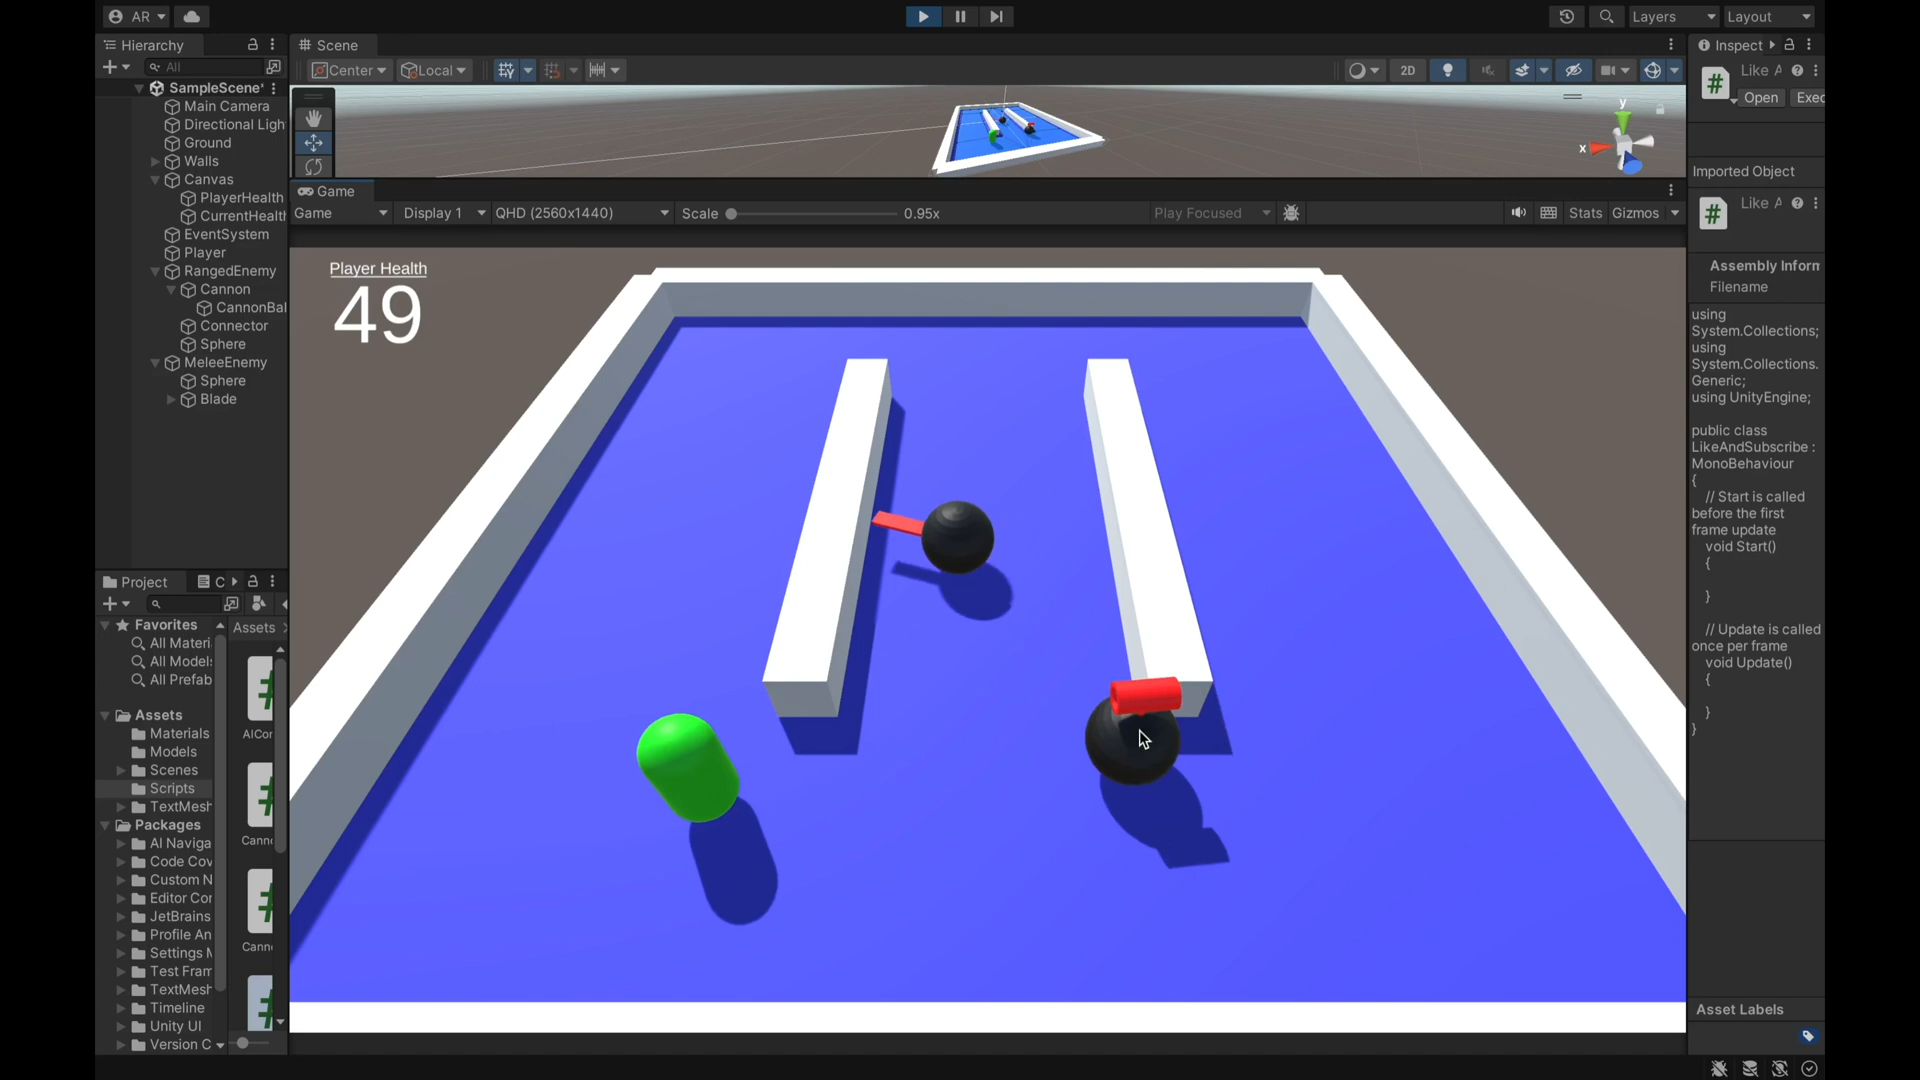 AR
Layers
Layout
Hierarchy
All
SampleScene*
Main Camera
Directional Ligh
Ground
Walls
Canvas
PlayerHealth
CurrentHealt
EventSystem
Player
RangedEnemy
Cannon
CannonBal
Connector
Sphere
MeleeEnemy
Sphere
Blade
Scene
Center
Local
2D
y
x
Game
Game
Display 1
QHD (2560x1440)
Scale
0.95x
Play Focused
Stats
Gizmos
Player Health
49
Project
C
Favorites
All Materi
All Model
All Prefab
Assets
Materials
Models
Scenes
Scripts
TextMesh
Packages
AI Naviga
Code Cov
Custom N
Editor Cor
JetBrains
Profile An
Settings M
Test Fram
TextMesh
Timeline
Unity UI
Version C
Assets
AICor
Canno
Canno
Inspect
Like A
Open
Exec
Imported Object
Like A
Assembly Inform
Filename
using
System.Collections;
using
System.Collections.
Generic;
using UnityEngine;
public class
LikeAndSubscribe :
MonoBehaviour
{
// Start is called
before the first
frame update
void Start()
{
}
// Update is called
once per frame
void Update()
{
}
}
Asset Labels